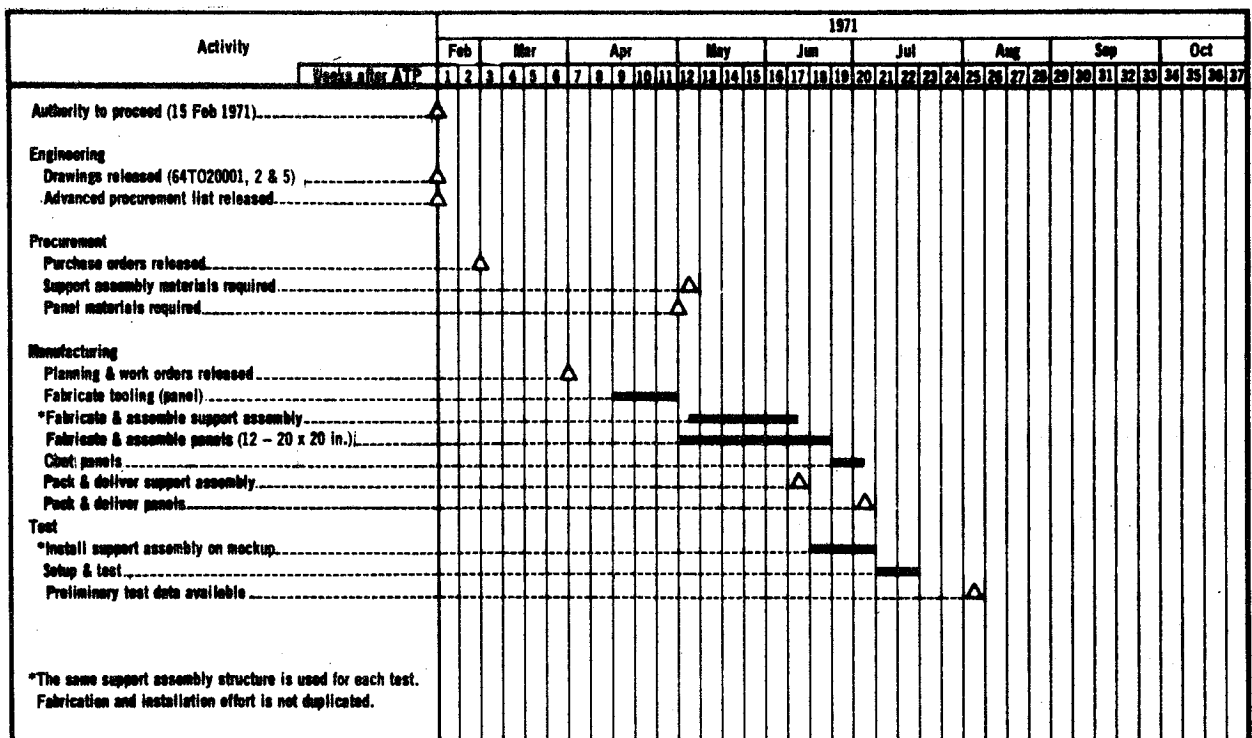 1971
Activity
Feb Mar Apr May Jun Jul Aug Sep Oct
Weeks after ATP
1 2 3 4 5 6 7 8 9 10 11 12 13 14 15 16 17 18 19 20 21 22 23 24 25 26 27 28 29 30 31 32 33 34 35 36 37
Authority to proceed (15 Feb 1971)
Engineering
Drawings released (64TO20001, 2 & 5)
Advanced procurement list released
Procurement
Purchase orders released
Support assembly materials required
Panel materials required
Manufacturing
Planning & work orders released
Fabricate tooling (panel)
*Fabricate & assemble support assembly
Fabricate & assemble panels (12 – 20 x 20 in.)
Coat panels
Pack & deliver support assembly
Pack & deliver panels
Test
*Install support assembly on mockup
Setup & test
Preliminary test data available
*The same support assembly structure is used for each test.
Fabrication and installation effort is not duplicated.